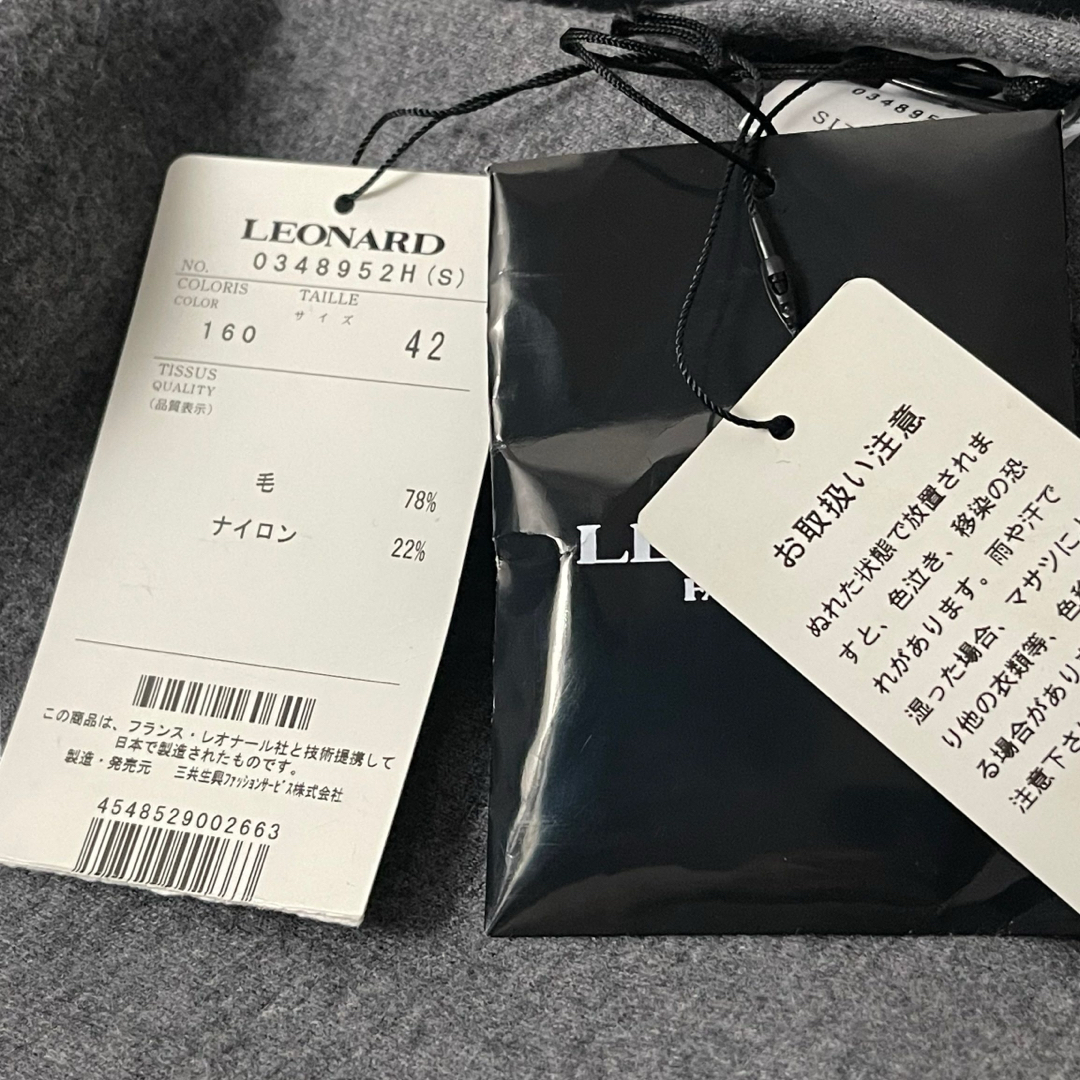 LEONARD
NO. 0348952H(S)
COLORIS TAILLE
COLOR サイズ
160 42
TISSUS
QUALITY
(品質表示)
毛 78%
ナイロン 22%
この商品は、フランス・レオナール社と技術提携して
日本で製造されたものです。
製造・発売元 三共生興ファッションサービス株式会社
4548529002663
お取扱い注意
ぬれた状態で放置されま
すと、色泣き、移染の恐
れがあります。雨や汗で
湿った場合、マサツに
り他の衣類等、色
る場合があり
注意下さ